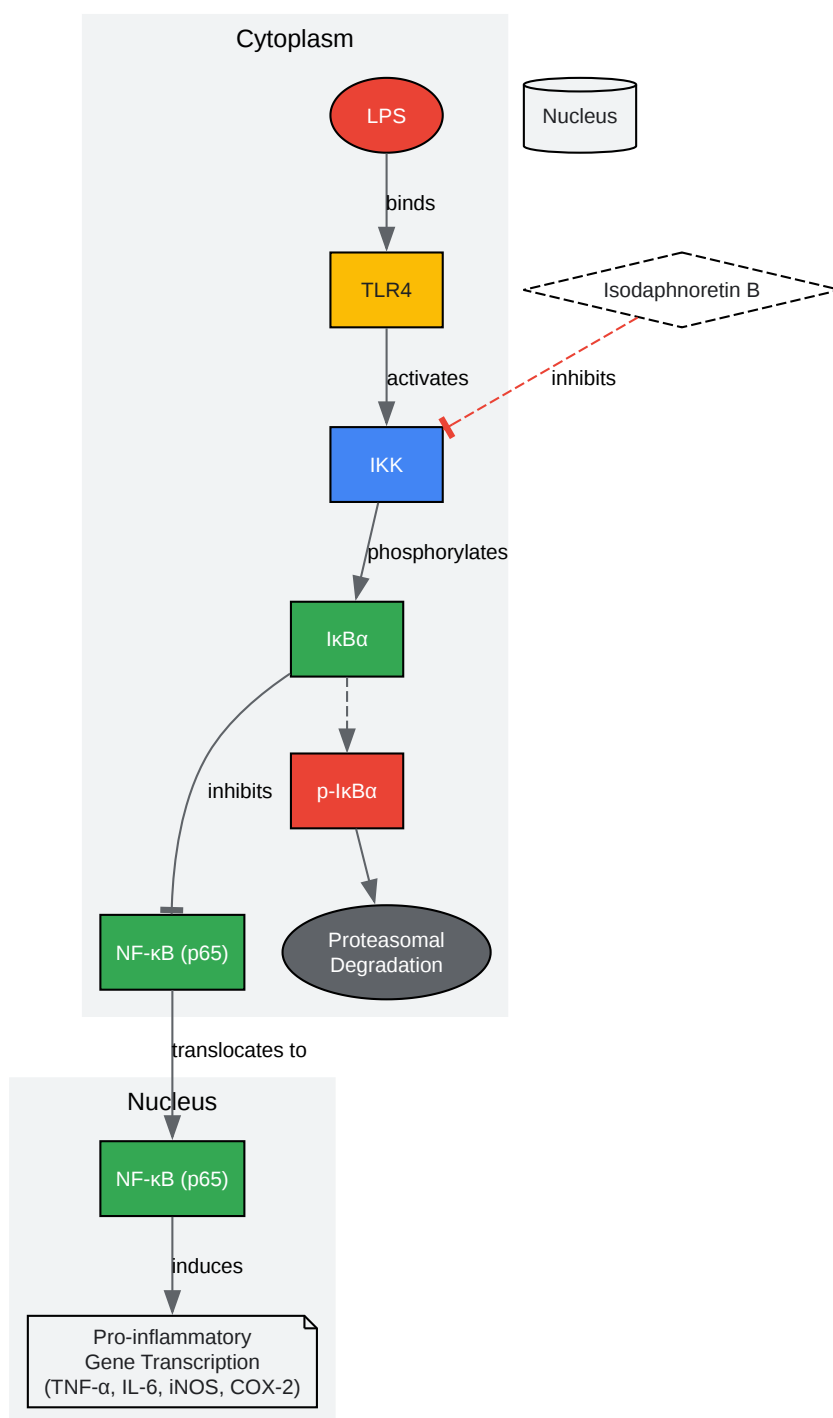 Cytoplasm
LPS
Nucleus
binds
TLR4
Isodaphnoretin B
activates
inhibits
IKK
phosphorylates
IκBα
inhibits
p-IκBα
NF-κB (p65)
Proteasomal
Degradation
translocates to
Nucleus
NF-κB (p65)
induces
Pro-inflammatory
Gene Transcription
(TNF-α, IL-6, iNOS, COX-2)